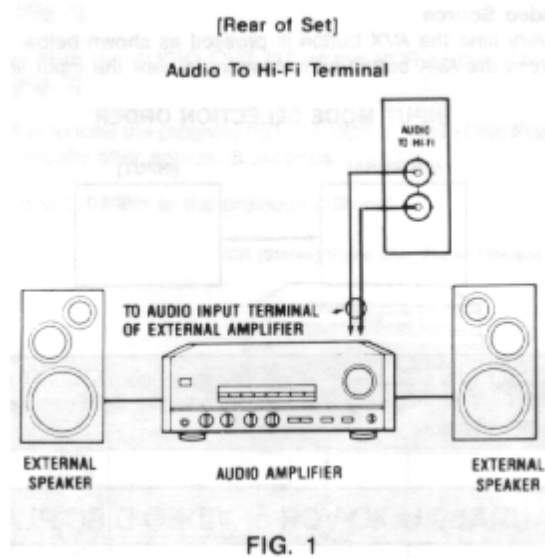 [Rear of Set]
Audio To Hi-Fi Terminal
AUDIO
TO HI-FI
TO AUDIO INPUT TERMINAL
OF EXTERNAL AMPLIFIER
EXTERNAL
SPEAKER
AUDIO AMPLIFIER
EXTERNAL
SPEAKER
FIG. 1